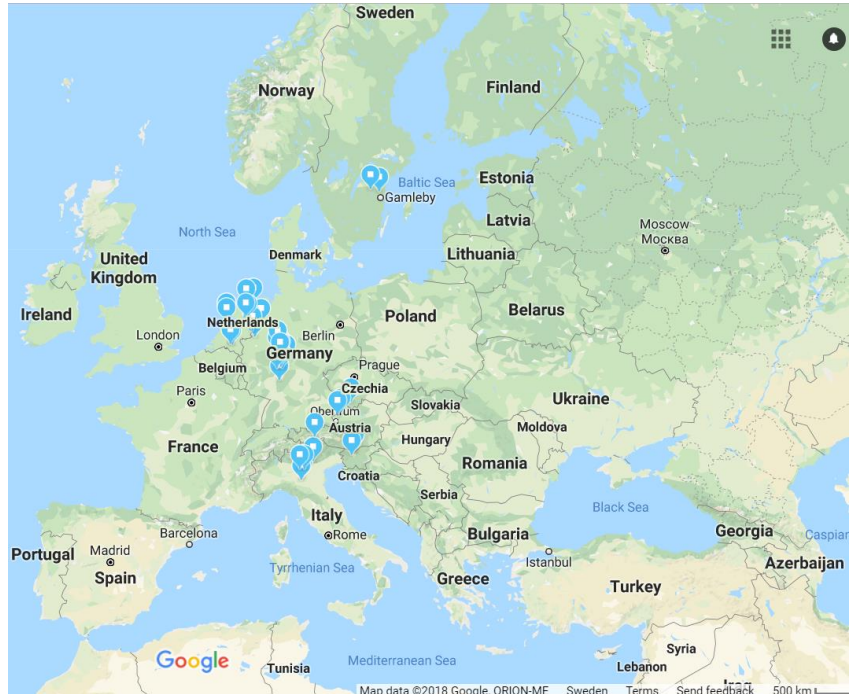 Sweden
Norway
Finland
Baltic Sea
Estonia
Gamleby
Latvia
North Sea
Moscow
Москва
Denmark
Lithuania
United
Kingdom
Ireland
Netherlands
Berlin
Poland
Belarus
London
Germany
Belgium
Prague
Czechia
Paris
Ukraine
Slovakia
Austria
Moldova
France
Hungary
Romania
Croatia
Serbia
Black Sea
Italy
Bulgaria
Georgia
Caspian
Barcelona
Rome
Istanbul
Azerbaijan
Portugal
Madrid
Spain
Tyrrhenian Sea
Greece
Turkey
Google
Tunisia
Mediterranean Sea
Syria
Lebanon
Iraq
Map data ©2018 Google, ORION-ME Sweden Terms Send feedback 500 km